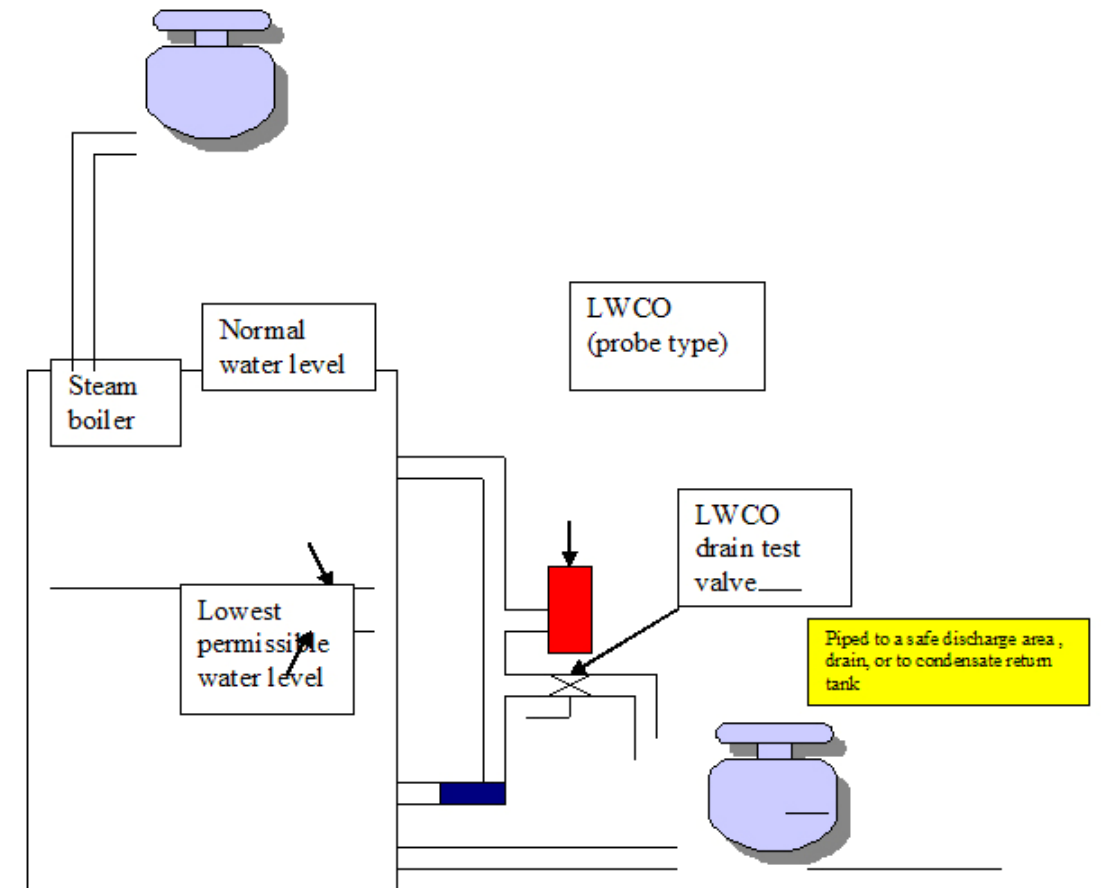 Normal
water level
LWCO
(probe type)
Steam
boiler
LWCO
drain test
valve
Lowest
permissible
water level
Piped to a safe discharge area ,
drain, or to condensate return
tank